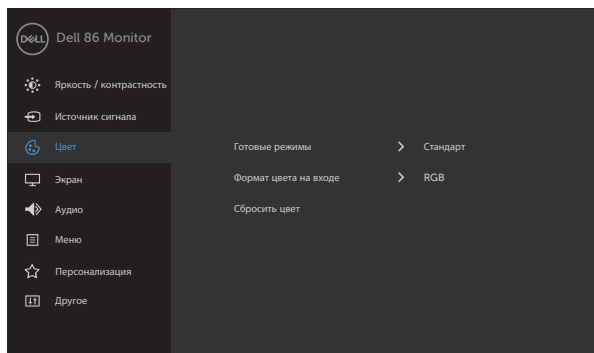 DELL
Dell 86 Monitor
Яркость / контрастность
Источник сигнала
Цвет
Готовые режимы
Стандарт
Экран
Формат цвета на входе
RGB
Аудио
Сбросить цвет
Меню
Персонализация
Другое